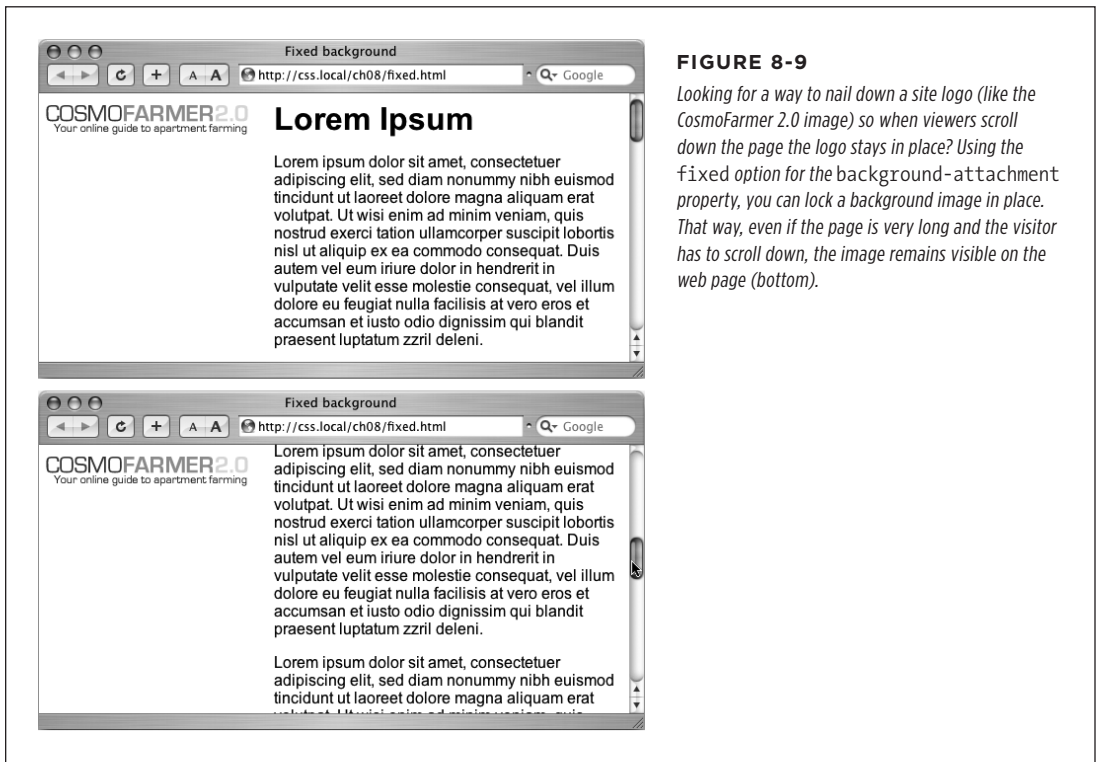 Fixed background
A A
http://css.local/ch08/fixed.html
Google
COSMOFARMER2.0
Your online guide to apartment farming
Lorem Ipsum
Lorem ipsum dolor sit amet, consectetuer
adipiscing elit, sed diam nonummy nibh euismod
tincidunt ut laoreet dolore magna aliquam erat
volutpat. Ut wisi enim ad minim veniam, quis
nostrud exerci tation ullamcorper suscipit lobortis
nisl ut aliquip ex ea commodo consequat. Duis
autem vel eum iriure dolor in hendrerit in
vulputate velit esse molestie consequat, vel illum
dolore eu feugiat nulla facilisis at vero eros et
accumsan et iusto odio dignissim qui blandit
praesent luptatum zzril deleni.
Fixed background
A A
http://css.local/ch08/fixed.html
Google
COSMOFARMER2.0
Your online guide to apartment farming
Lorem ipsum dolor sit amet, consectetuer
adipiscing elit, sed diam nonummy nibh euismod
tincidunt ut laoreet dolore magna aliquam erat
volutpat. Ut wisi enim ad minim veniam, quis
nostrud exerci tation ullamcorper suscipit lobortis
nisl ut aliquip ex ea commodo consequat. Duis
autem vel eum iriure dolor in hendrerit in
vulputate velit esse molestie consequat, vel illum
dolore eu feugiat nulla facilisis at vero eros et
accumsan et iusto odio dignissim qui blandit
praesent luptatum zzril deleni.
Lorem ipsum dolor sit amet, consectetuer
adipiscing elit, sed diam nonummy nibh euismod
tincidunt ut laoreet dolore magna aliquam erat
FIGURE 8-9
Looking for a way to nail down a site logo (like the
CosmoFarmer 2.0 image) so when viewers scroll
down the page the logo stays in place? Using the
fixed option for the background-attachment
property, you can lock a background image in place.
That way, even if the page is very long and the visitor
has to scroll down, the image remains visible on the
web page (bottom).